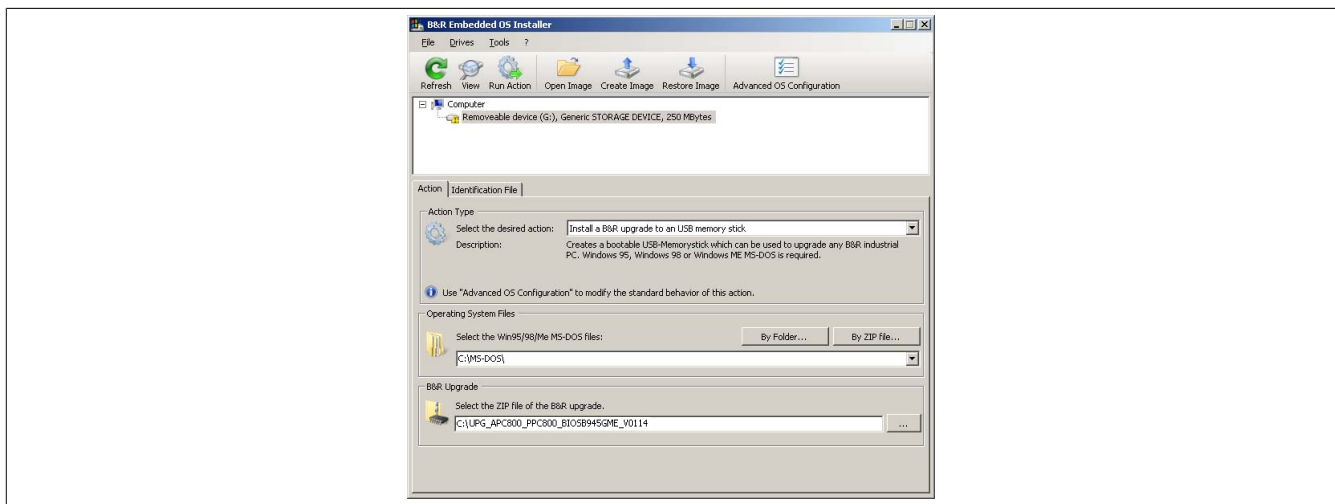 B&R Embedded OS Installer
File Drives Tools ?
Refresh View Run Action Open Image Create Image Restore Image Advanced OS Configuration
Computer
Removeable device (G:), Generic STORAGE DEVICE, 250 MBytes
Action Identification File
Action Type
Select the desired action: Install a B&R upgrade to an USB memory stick
Description: Creates a bootable USB-Memorystick which can be used to upgrade any B&R industrial
PC. Windows 95, Windows 98 or Windows ME MS-DOS is required.
Use "Advanced OS Configuration" to modify the standard behavior of this action.
Operating System Files
Select the Win95/98/Me MS-DOS files: By Folder... By ZIP file...
C:\MS-DOS\
B&R Upgrade
Select the ZIP file of the B&R upgrade.
C:\UPG_APC800_PPC800_BIOSB945GME_V0114 ...